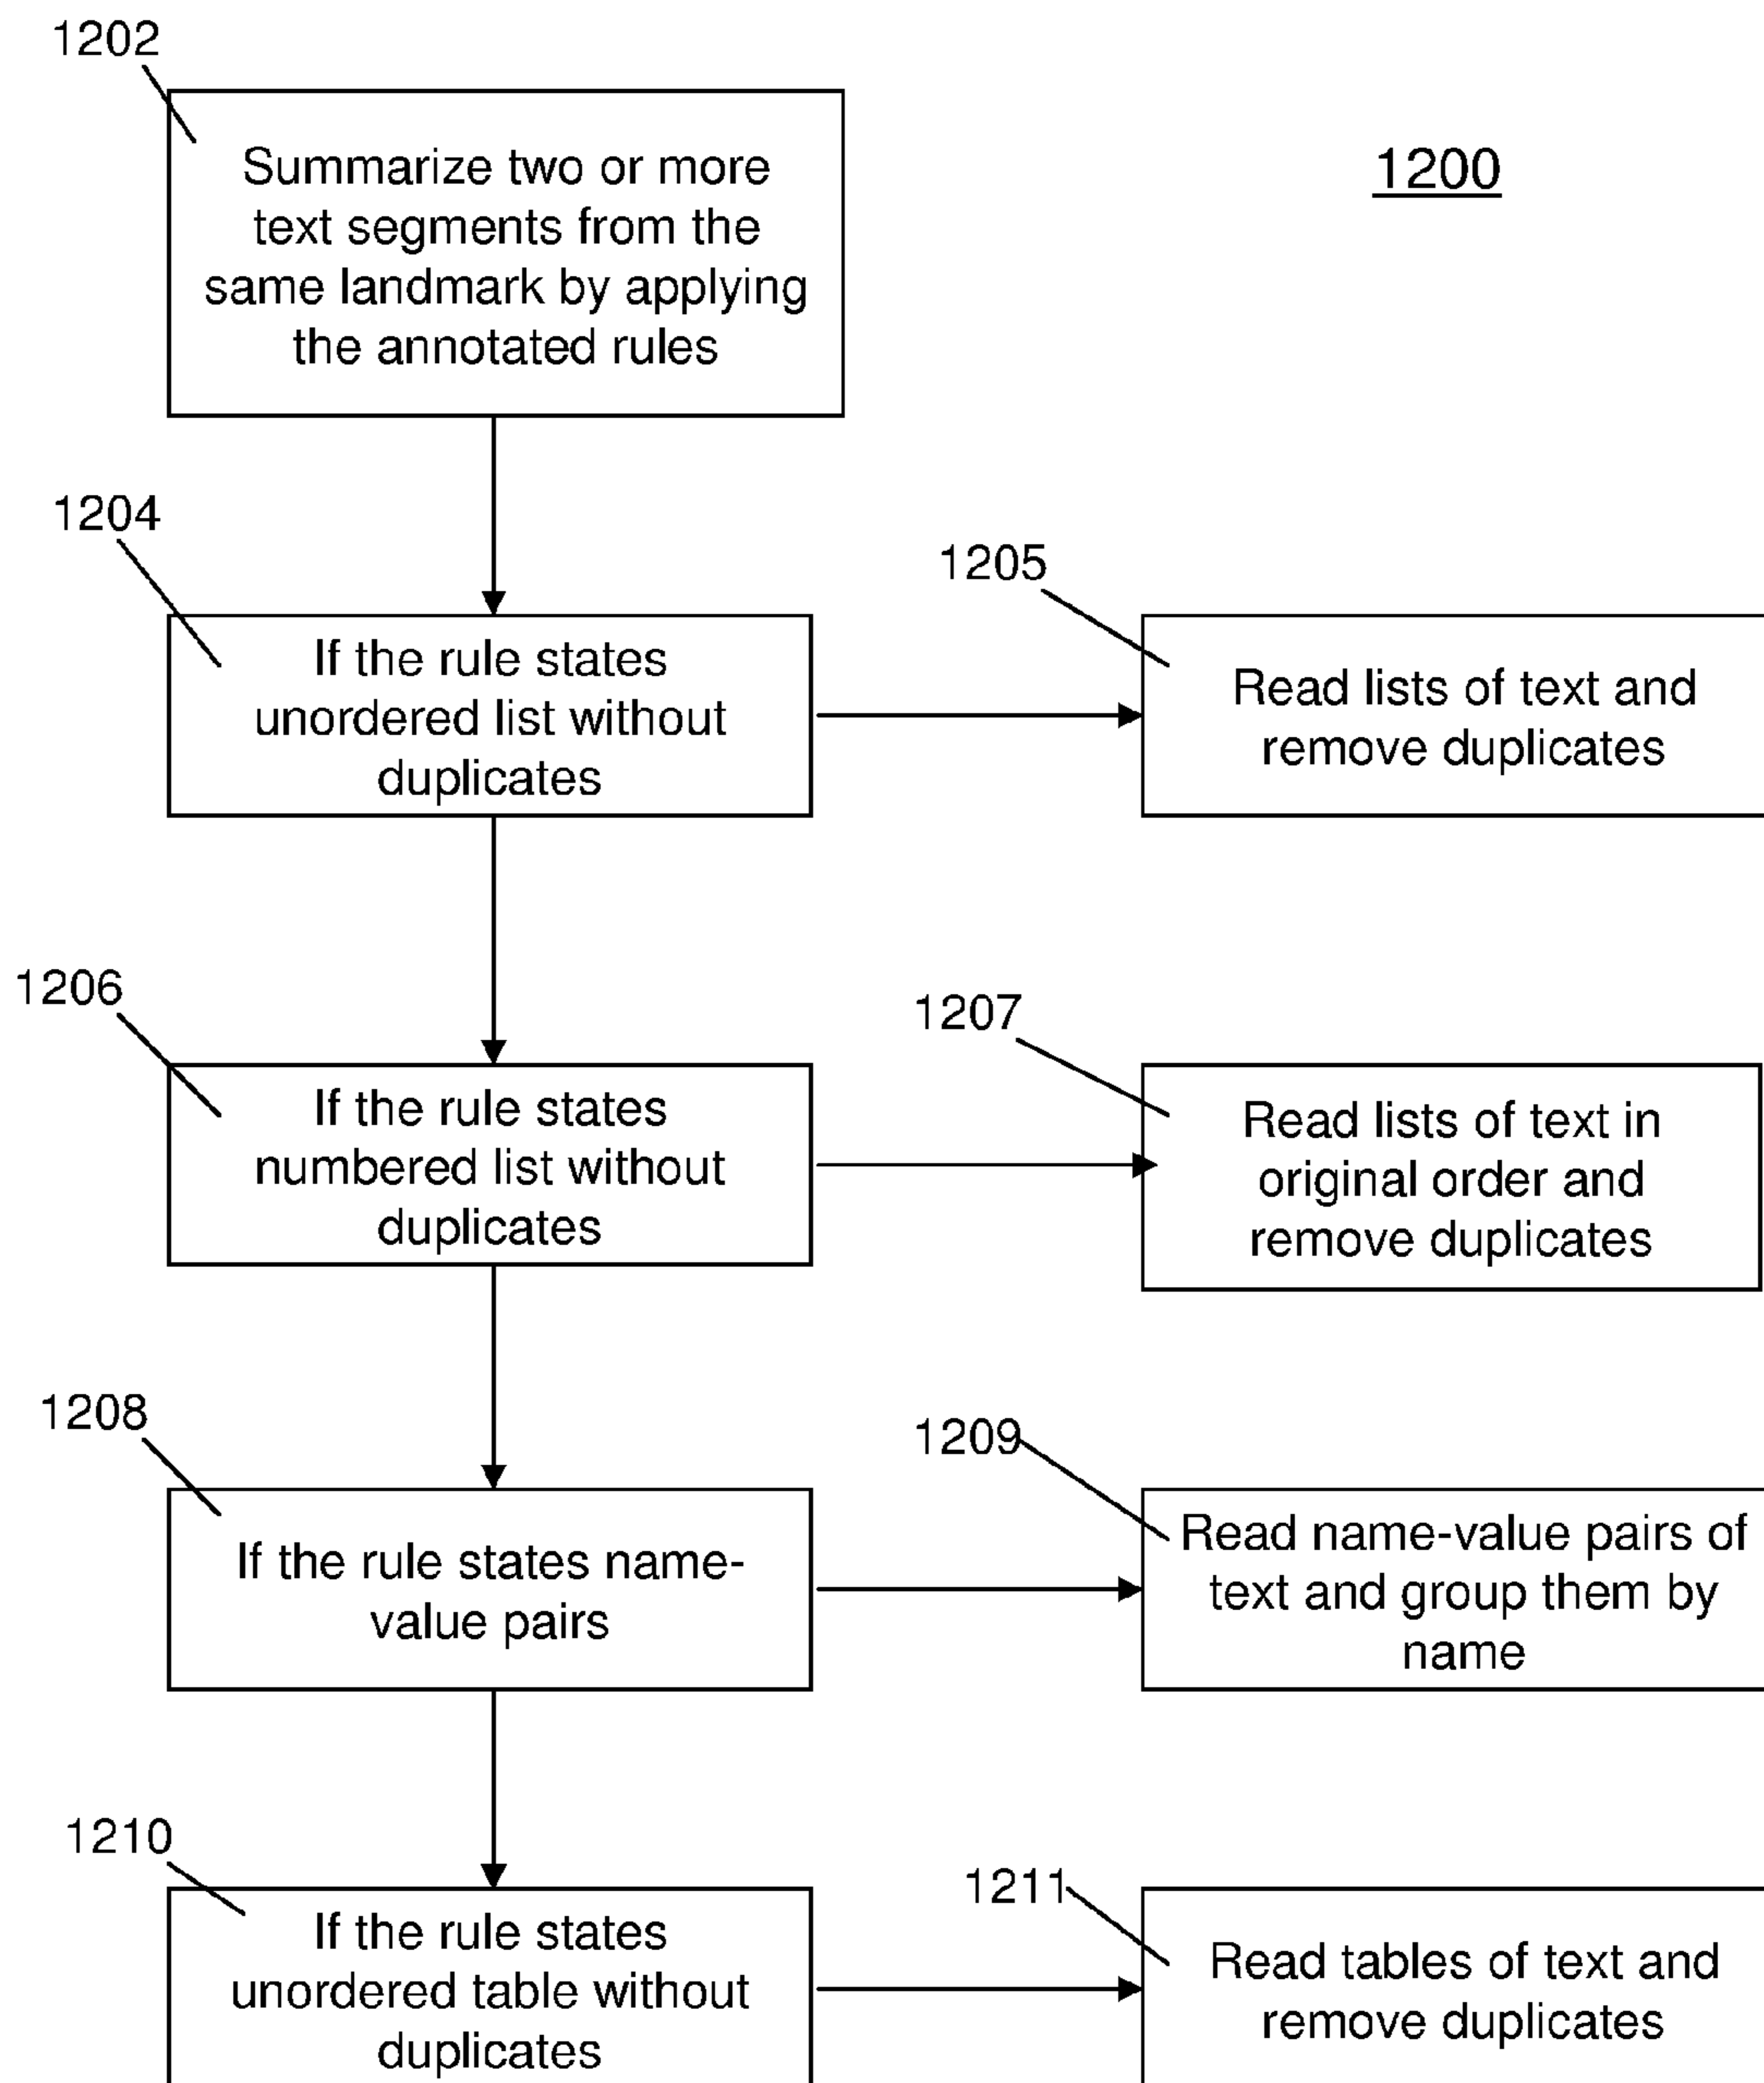 1202
1200
Summarize two or more
text segments from the
same landmark by applying
the annotated rules
1204
1205
If the rule states
unordered list without
duplicates
Read lists of text and
remove duplicates
1206
1207
If the rule states
numbered list without
duplicates
Read lists of text in
original order and
remove duplicates
1208
1209
If the rule states name-
value pairs
Read name-value pairs of
text and group them by
name
1210
1211
If the rule states
unordered table without
duplicates
Read tables of text and
remove duplicates